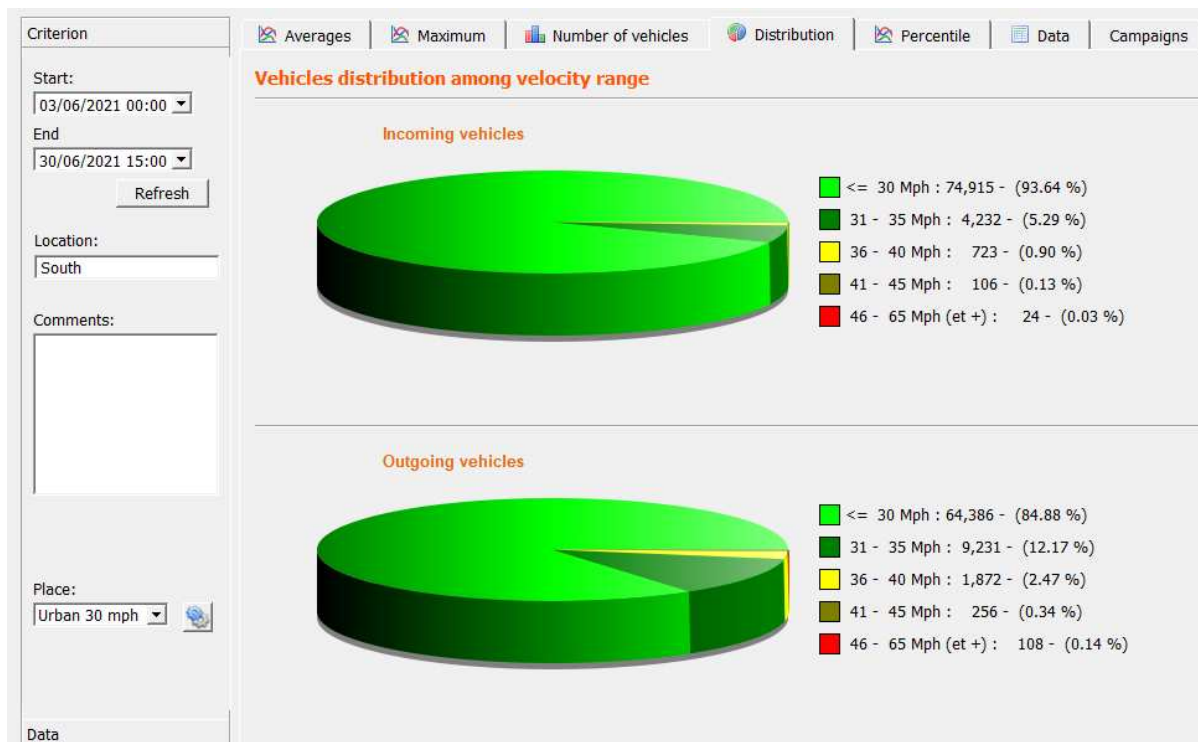 Criterion
Start:
03/06/2021 00:00
End
30/06/2021 15:00
Refresh
Location:
South
Comments:
Place:
Urban 30 mph
Data
Averages Maximum Number of vehicles Distribution Percentile Data Campaigns
Vehicles distribution among velocity range
Incoming vehicles
<= 30 Mph : 74,915 - (93.64 %)
31 - 35 Mph : 4,232 - (5.29 %)
36 - 40 Mph : 723 - (0.90 %)
41 - 45 Mph : 106 - (0.13 %)
46 - 65 Mph (et +) : 24 - (0.03 %)
Outgoing vehicles
<= 30 Mph : 64,386 - (84.88 %)
31 - 35 Mph : 9,231 - (12.17 %)
36 - 40 Mph : 1,872 - (2.47 %)
41 - 45 Mph : 256 - (0.34 %)
46 - 65 Mph (et +) : 108 - (0.14 %)